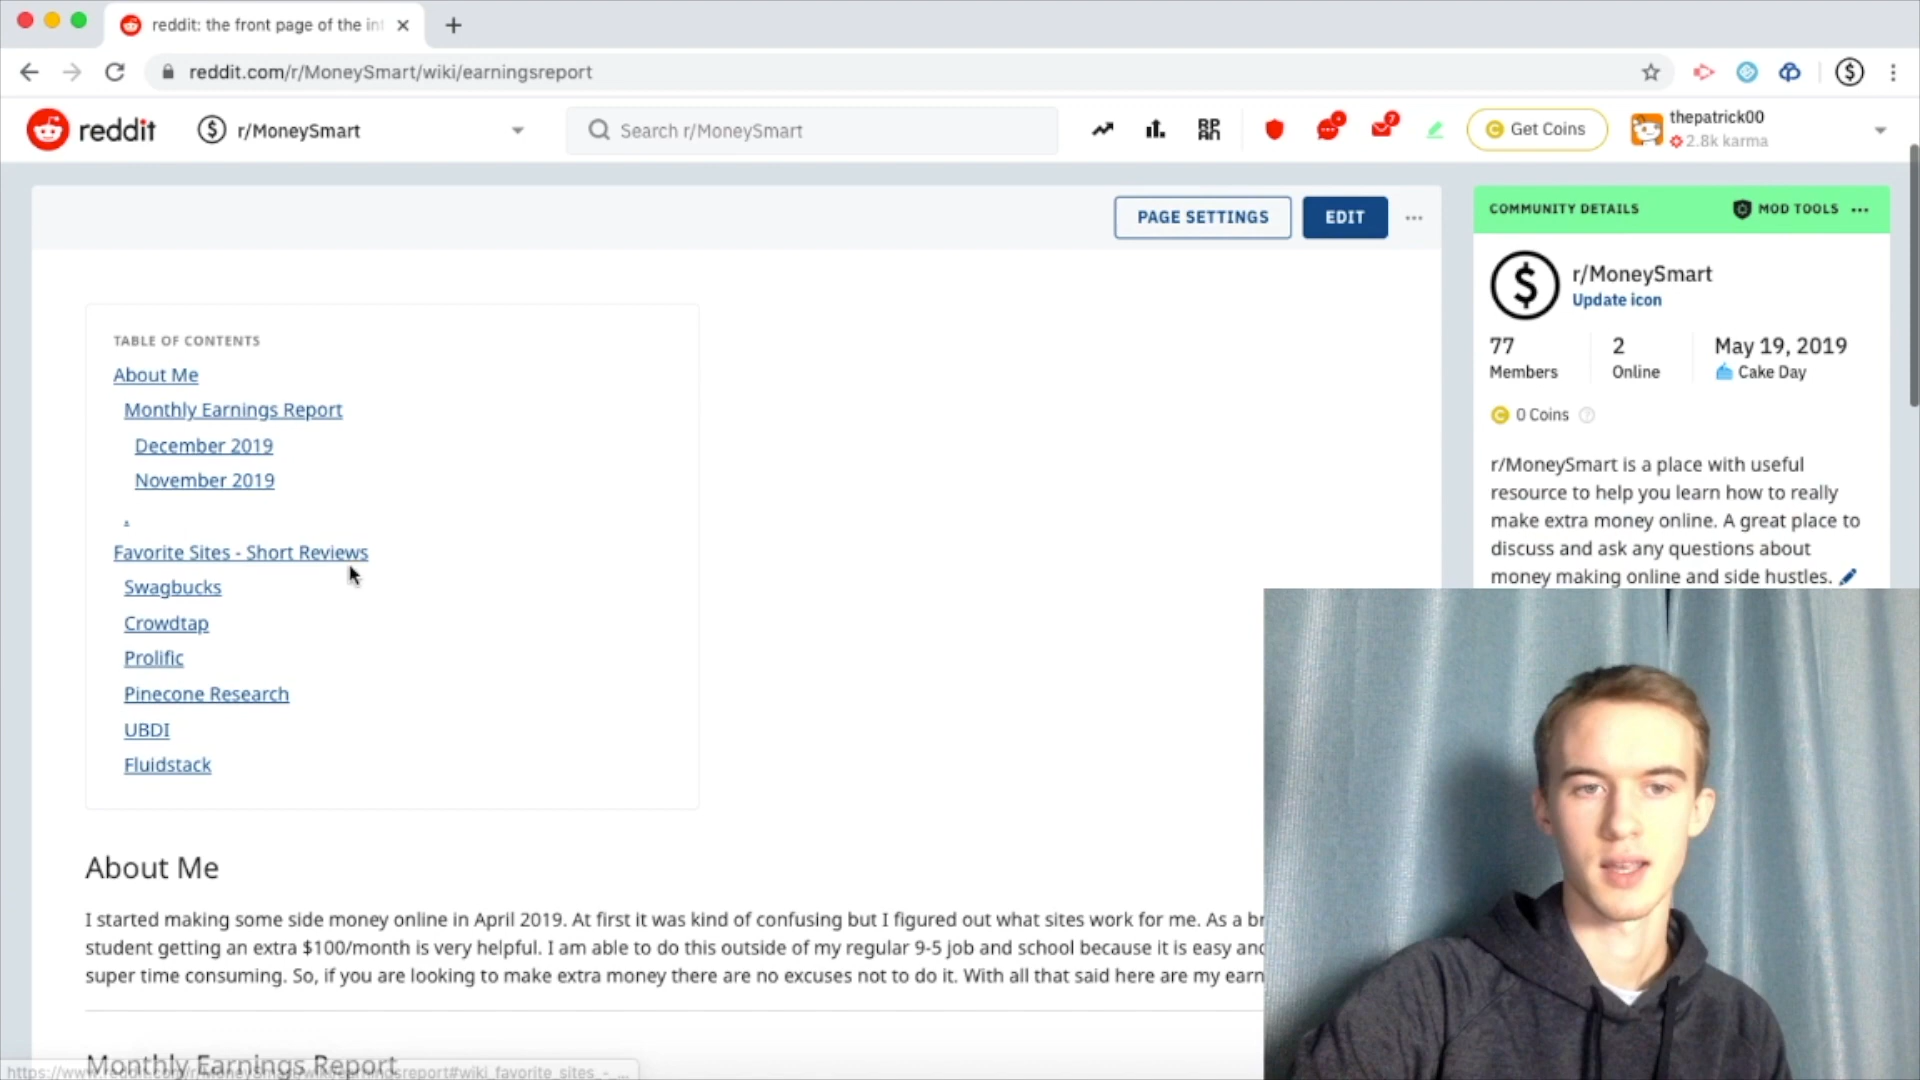 reddit: the front page of the in
reddit.com/r/MoneySmart/wiki/earningsreport
reddit
r/MoneySmart
Search r/MoneySmart
7
Get Coins
thepatrick00
2.8k karma
PAGE SETTINGS
EDIT
TABLE OF CONTENTS
About Me
Monthly Earnings Report
December 2019
November 2019
.
Favorite Sites - Short Reviews
Swagbucks
Crowdtap
Prolific
Pinecone Research
UBDI
Fluidstack
About Me
I started making some side money online in April 2019. At first it was kind of confusing but I figured out what sites work for me. As a br
student getting an extra $100/month is very helpful. I am able to do this outside of my regular 9-5 job and school because it is easy and
super time consuming. So, if you are looking to make extra money there are no excuses not to do it. With all that said here are my earn
Monthly Earnings Report
https://www.reddit.com/r/MoneySmart/wiki/earningsreport#wiki_favorite_sites_-_...
COMMUNITY DETAILS
MOD TOOLS
r/MoneySmart
Update icon
77
Members
2
Online
May 19, 2019
Cake Day
0 Coins
r/MoneySmart is a place with useful
resource to help you learn how to really
make extra money online. A great place to
discuss and ask any questions about
money making online and side hustles.